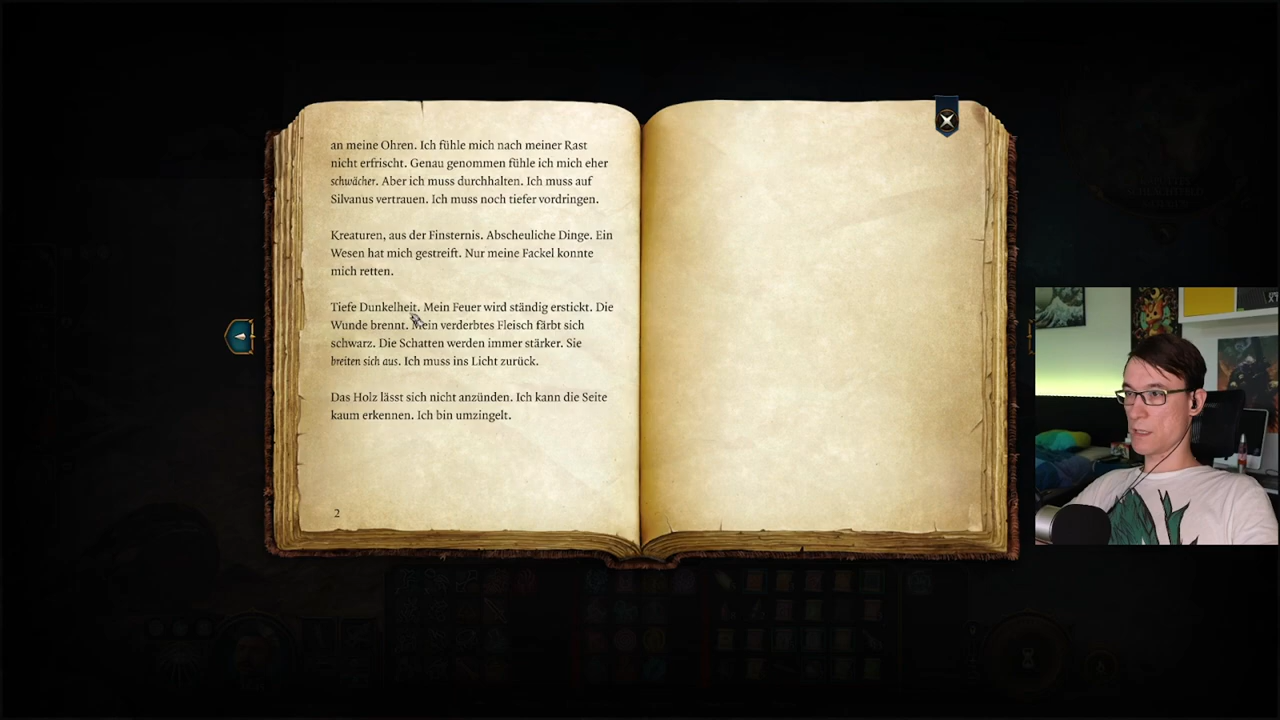 an meine Ohren. Ich fühle mich nach meiner Rast
nicht erfrischt. Genau genommen fühle ich mich eher
schwächer. Aber ich muss durchhalten. Ich muss auf
Silvanus vertrauen. Ich muss noch tiefer vordringen.
Kreaturen, aus der Finsternis. Abscheuliche Dinge. Ein
Wesen hat mich gestreift. Nur meine Fackel konnte
mich retten.
Tiefe Dunkelheit. Mein Feuer wird ständig erstickt. Die
Wunde brennt. Mein verderbtes Fleisch färbt sich
schwarz. Die Schatten werden immer stärker. Sie
breiten sich aus. Ich muss ins Licht zurück.
Das Holz lässt sich nicht anzünden. Ich kann die Seite
kaum erkennen. Ich bin umzingelt.
2